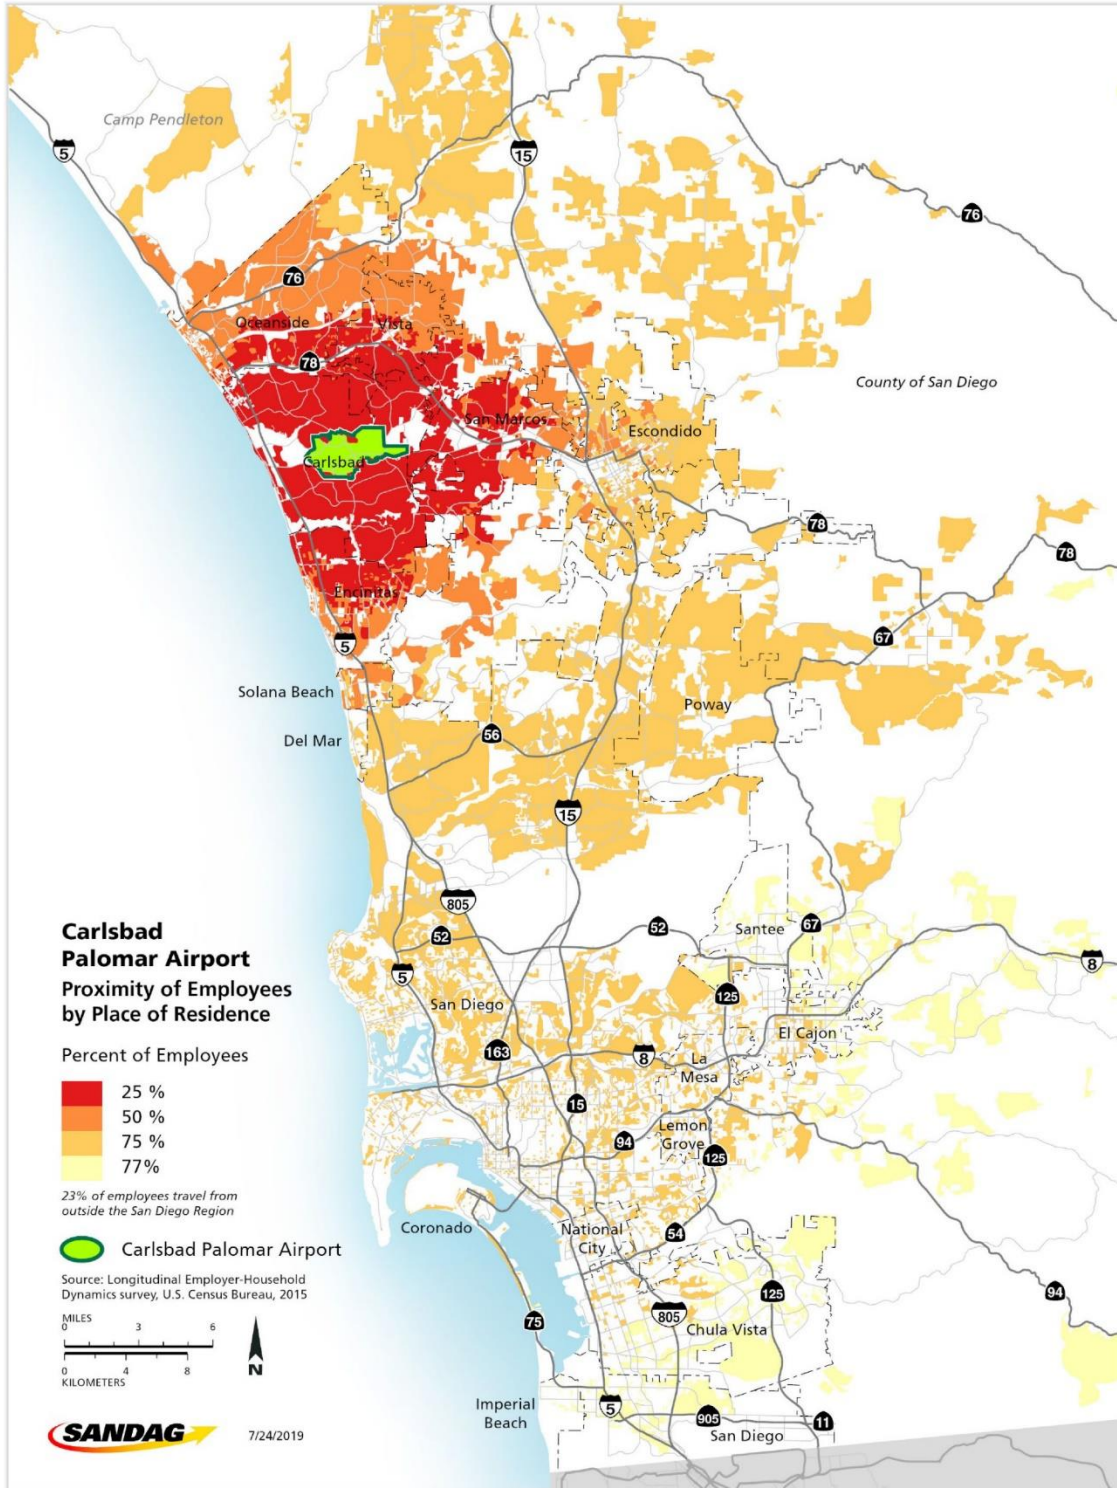 Camp Pendleton
5
15
76
76
Oceanside
Vista
78
County of San Diego
San Marcos
Escondido
Carlsbad
78
78
Encinitas
67
5
Solana Beach
Poway
Del Mar
56
15
805
Carlsbad
Palomar Airport
Proximity of Employees
by Place of Residence
Percent of Employees
25 %
50 %
75 %
77%
23% of employees travel from
outside the San Diego Region
Carlsbad Palomar Airport
Source: Longitudinal Employer-Household
Dynamics survey, U.S. Census Bureau, 2015
MILES
0 3 6
0 4 8
KILOMETERS
N
SANDAG
7/24/2019
52
52
Santee
67
8
5
San Diego
125
163
El Cajon
8
La
Mesa
15
94
Lemon
Grove
125
Coronado
National
City
54
125
94
75
805
Chula Vista
Imperial
Beach
5
905
San Diego
11